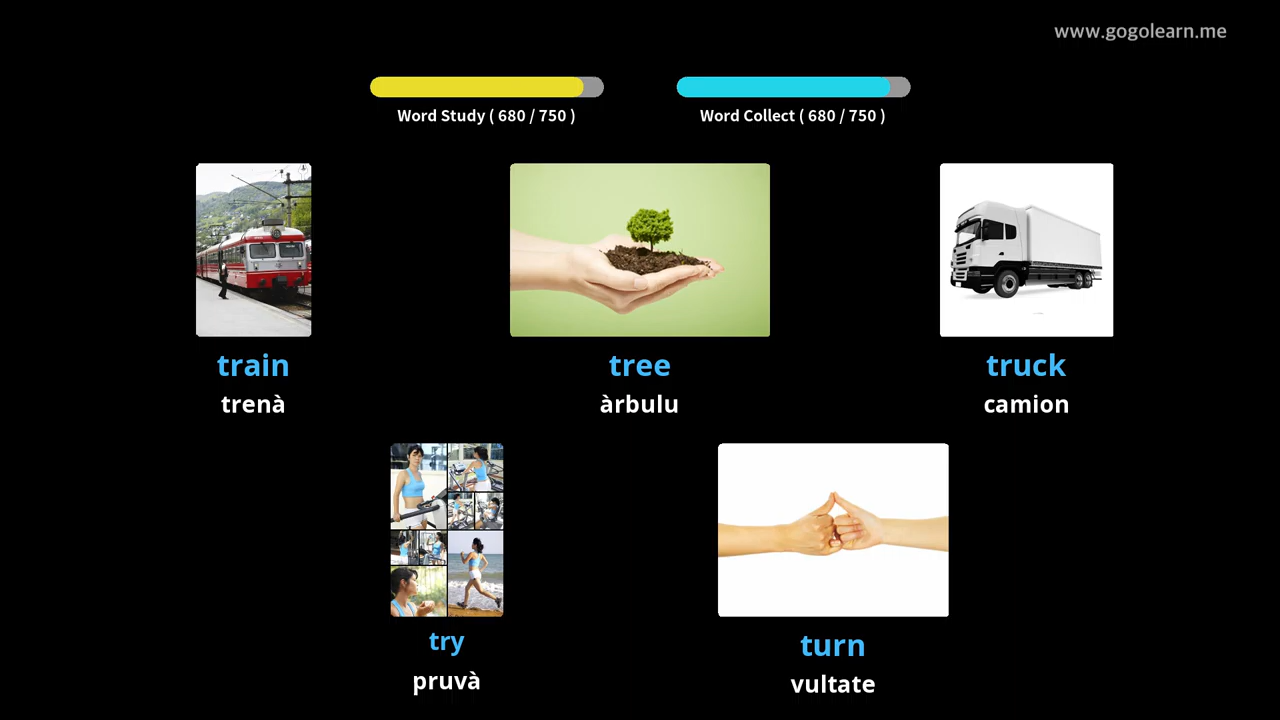 www.gogolearn.me
Word Study ( 680 / 750 )
Word Collect ( 680 / 750 )
train
trenà
tree
àrbulu
truck
camion
try
pruvà
turn
vultate